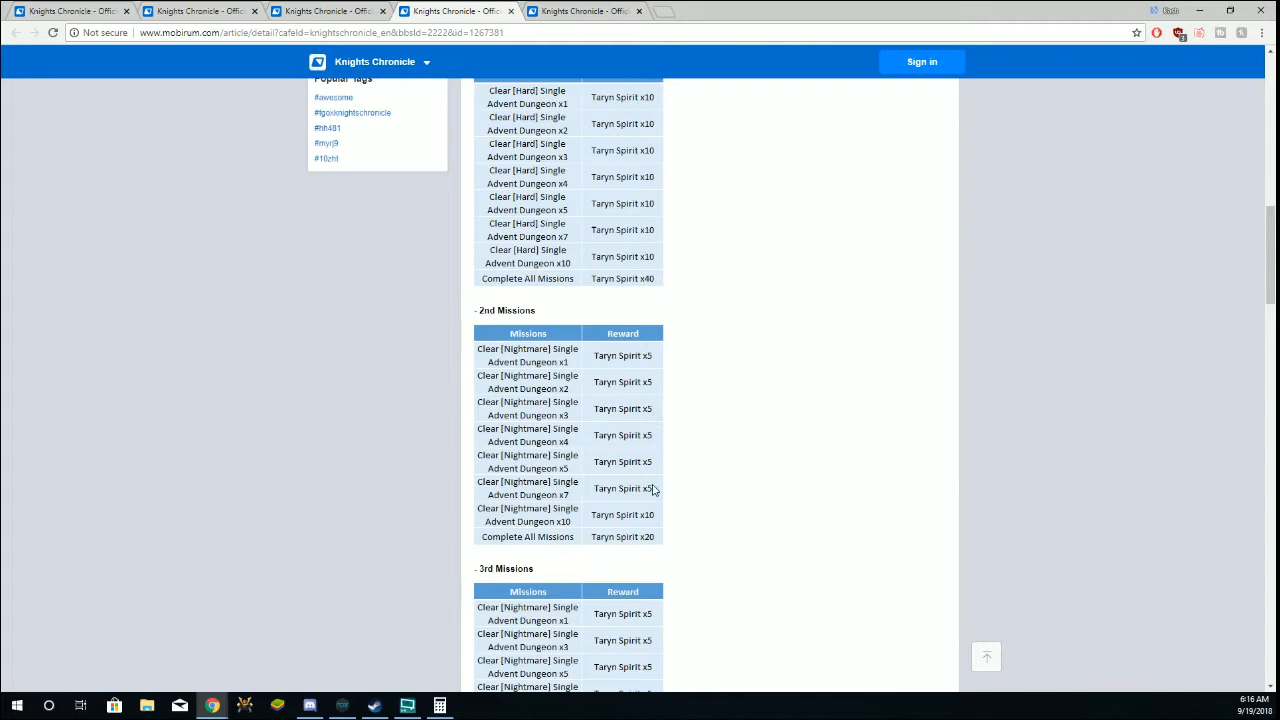 Knights Chronicle - Offic
Knights Chronicle - Offic
Knights Chronicle - Offic
Knights Chronicle - Offic
Knights Chronicle - Offic
Not secure
www.mobirum.com/article/detail?cafeId=knightschronicle_en&bbsId=2222&id=1267381
Knights Chronicle
Sign in
Popular Tags
#awesome
#fgoxknightschronicle
#hh481
#myrj9
#10zht
Clear [Hard] Single
Advent Dungeon x1
Taryn Spirit x10
Clear [Hard] Single
Advent Dungeon x2
Taryn Spirit x10
Clear [Hard] Single
Advent Dungeon x3
Taryn Spirit x10
Clear [Hard] Single
Advent Dungeon x4
Taryn Spirit x10
Clear [Hard] Single
Advent Dungeon x5
Taryn Spirit x10
Clear [Hard] Single
Advent Dungeon x7
Taryn Spirit x10
Clear [Hard] Single
Advent Dungeon x10
Taryn Spirit x10
Complete All Missions
Taryn Spirit x40
- 2nd Missions
Missions
Reward
Clear [Nightmare] Single
Advent Dungeon x1
Taryn Spirit x5
Clear [Nightmare] Single
Advent Dungeon x2
Taryn Spirit x5
Clear [Nightmare] Single
Advent Dungeon x3
Taryn Spirit x5
Clear [Nightmare] Single
Advent Dungeon x4
Taryn Spirit x5
Clear [Nightmare] Single
Advent Dungeon x5
Taryn Spirit x5
Clear [Nightmare] Single
Advent Dungeon x7
Taryn Spirit x5
Clear [Nightmare] Single
Advent Dungeon x10
Taryn Spirit x10
Complete All Missions
Taryn Spirit x20
- 3rd Missions
Missions
Reward
Clear [Nightmare] Single
Advent Dungeon x1
Taryn Spirit x5
Clear [Nightmare] Single
Advent Dungeon x3
Taryn Spirit x5
Clear [Nightmare] Single
Advent Dungeon x5
Taryn Spirit x5
Clear [Nightmare] Single
6:16 AM
9/19/2018